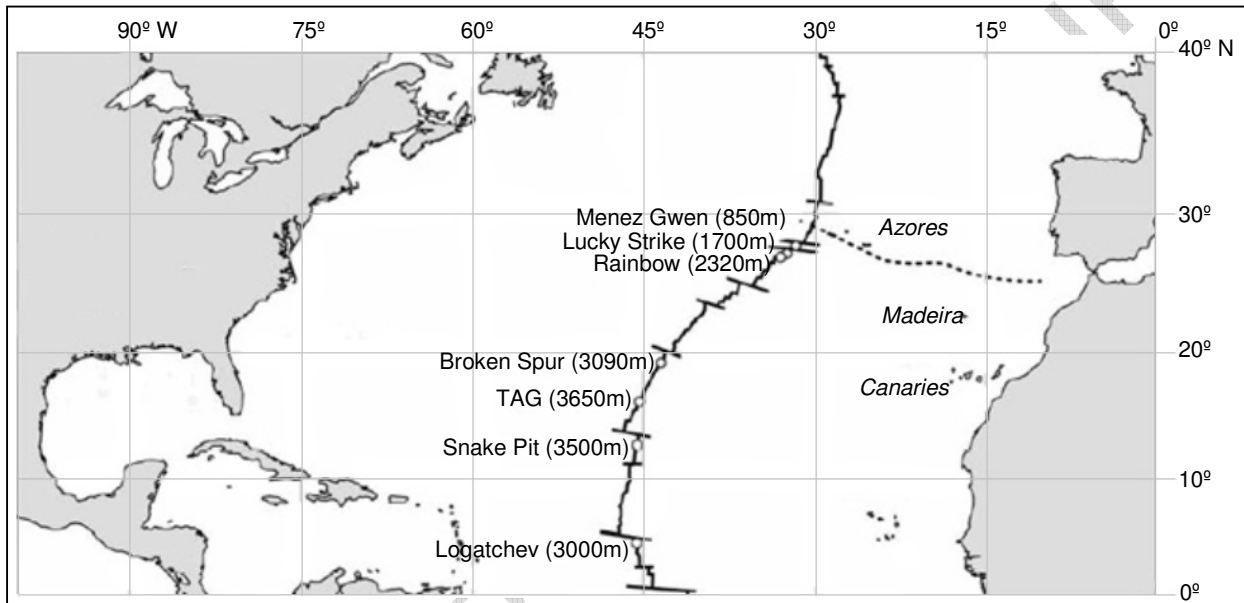 90º W 75º 60º 45º 30º 15º 0º
40º N
30º
Menez Gwen (850m)
Azores
Lucky Strike (1700m)
Rainbow (2320m)
Madeira
20º
Broken Spur (3090m)
Canaries
TAG (3650m)
Snake Pit (3500m)
10º
Logatchev (3000m)
0º